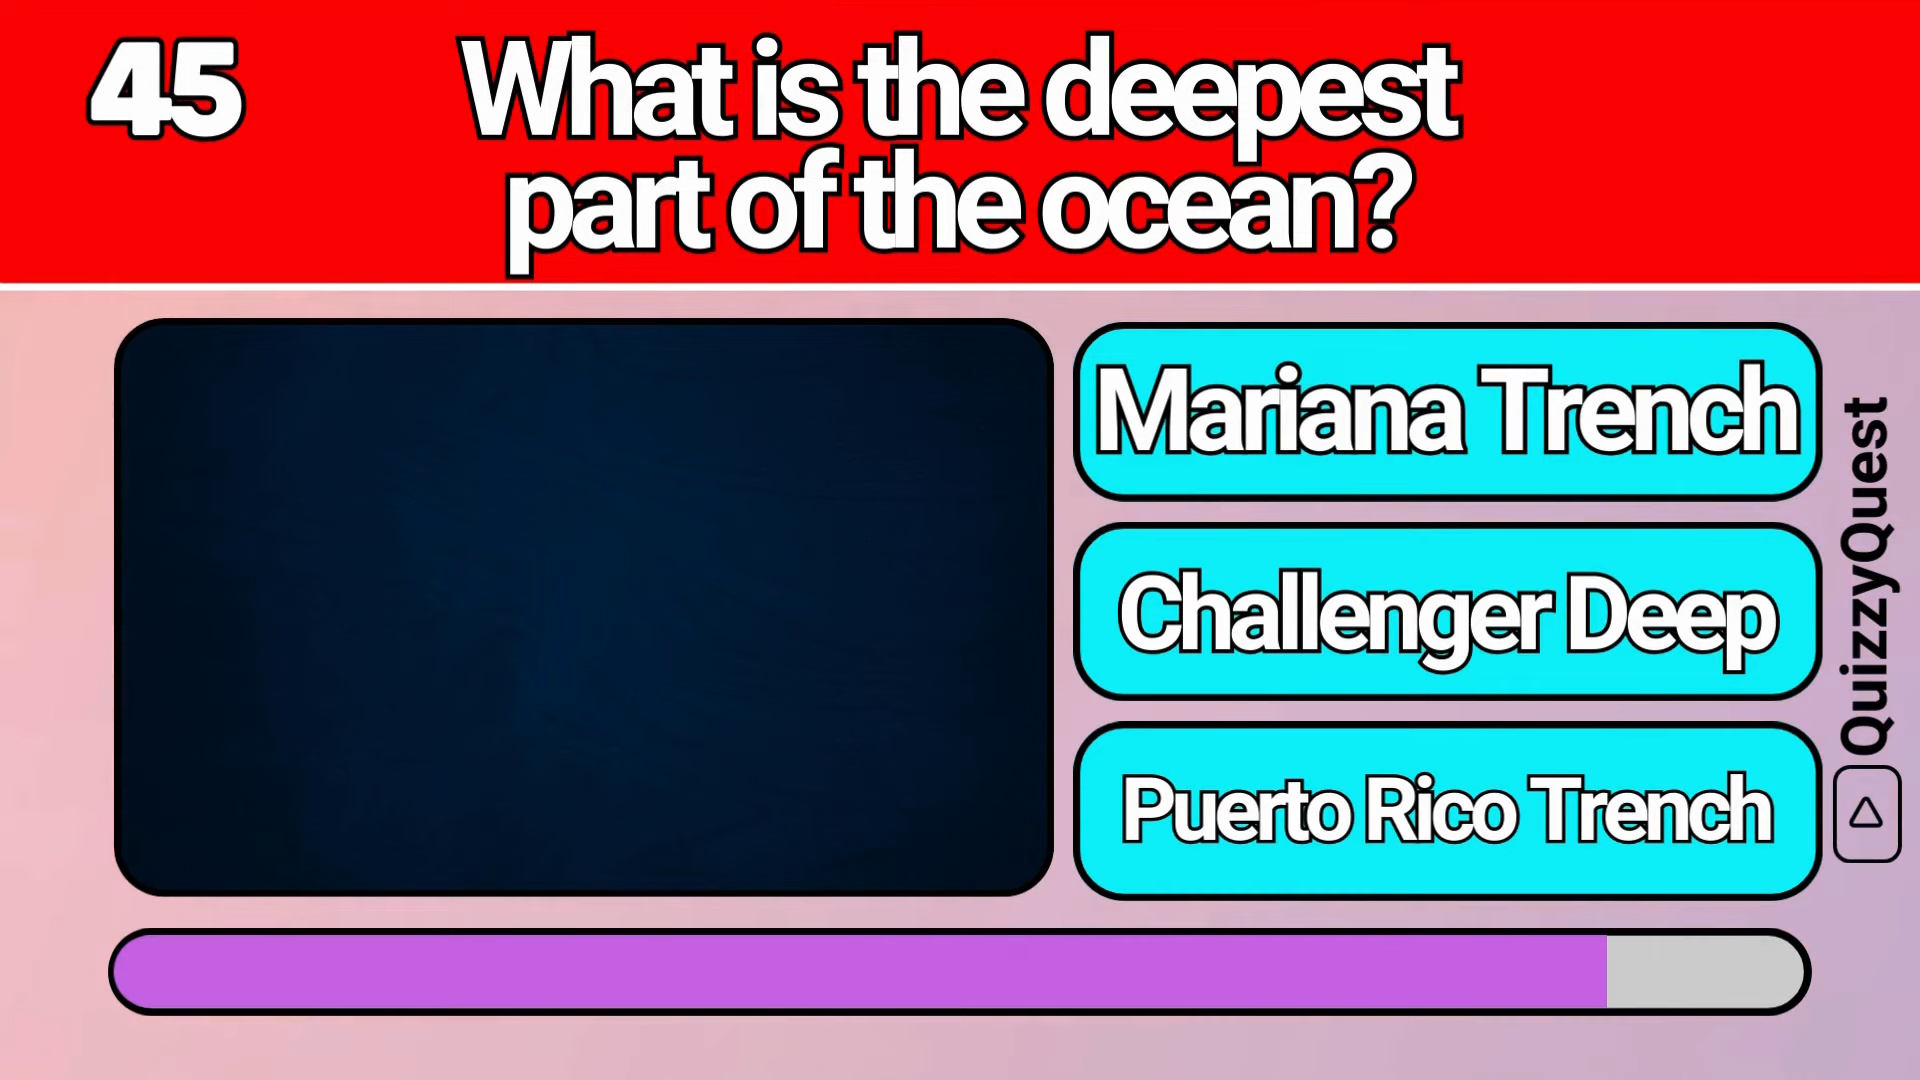 45
What is the deepest
part of the ocean?
Mariana Trench
Challenger Deep
Puerto Rico Trench
QuizzyQuest